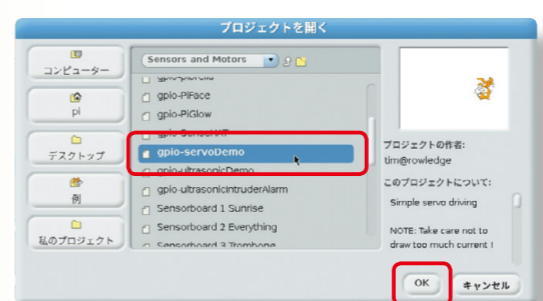 プロジェクトを開く
コンピューター
pi
デスクトップ
例
私のプロジェクト
Sensors and Motors
gpio-PiFace
gpio-PiGlow
gpio-SenseHAT
gpio-servoDemo
gpio-ultrasonicDemo
gpio-ultrasonicIntruderAlarm
Sensorboard 1 Sunrise
Sensorboard 2 Everything
Sensorboard 3 Trombone
プロジェクトの作者:
tim@rowledge
このプロジェクトについて:
Simple servo driving
NOTE: Take care not to
draw too much current !
OK
キャンセル